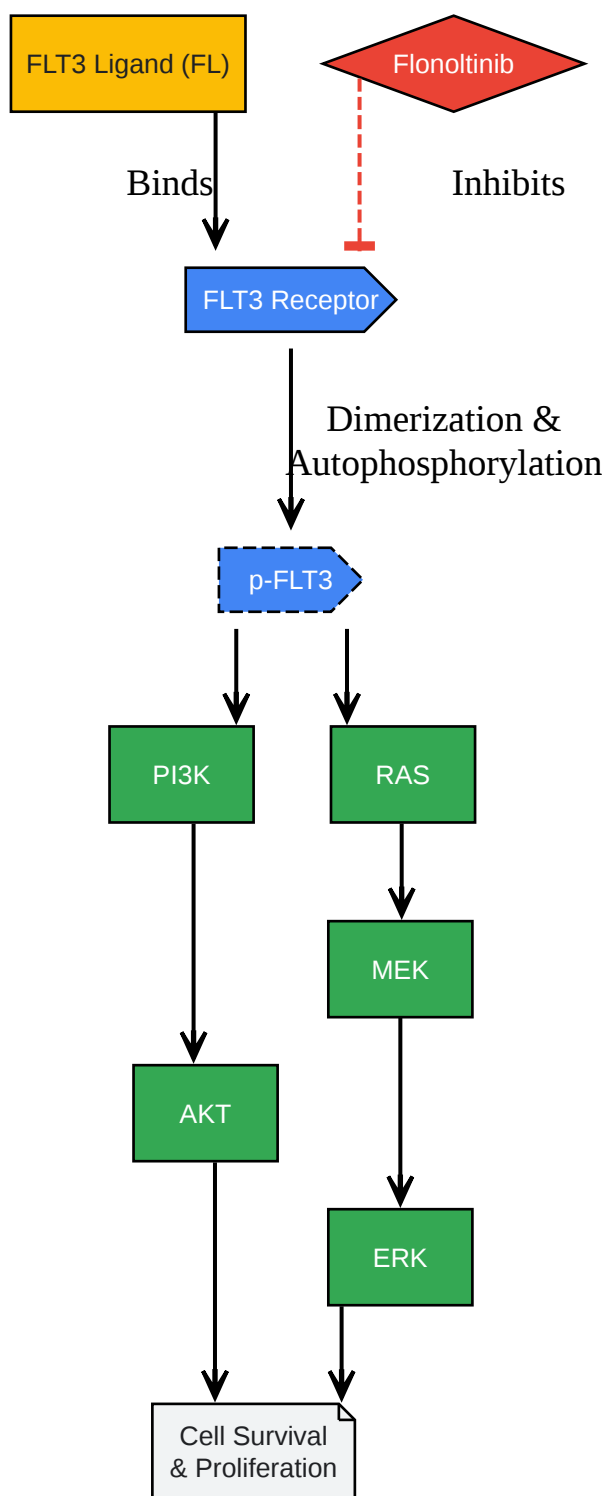 FLT3 Ligand (FL)
Flonoltinib
Binds
Inhibits
FLT3 Receptor
Dimerization &
Autophosphorylation
p-FLT3
PI3K
RAS
MEK
AKT
ERK
Cell Survival
& Proliferation